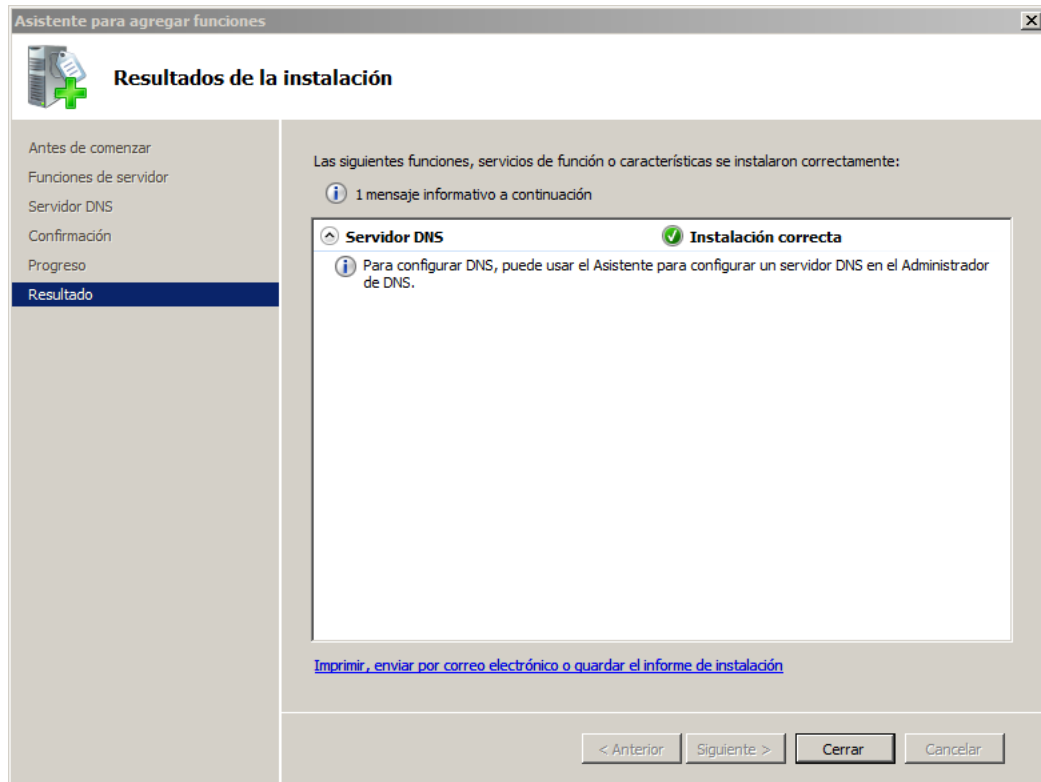 Asistente para agregar funciones
Resultados de la instalación
Antes de comenzar
Funciones de servidor
Servidor DNS
Confirmación
Progreso
Resultado
Las siguientes funciones, servicios de función o características se instalaron correctamente:
1 mensaje informativo a continuación
Servidor DNS Instalación correcta
Para configurar DNS, puede usar el Asistente para configurar un servidor DNS en el Administrador
de DNS.
Imprimir, enviar por correo electrónico o guardar el informe de instalación
< Anterior Siguiente > Cerrar Cancelar